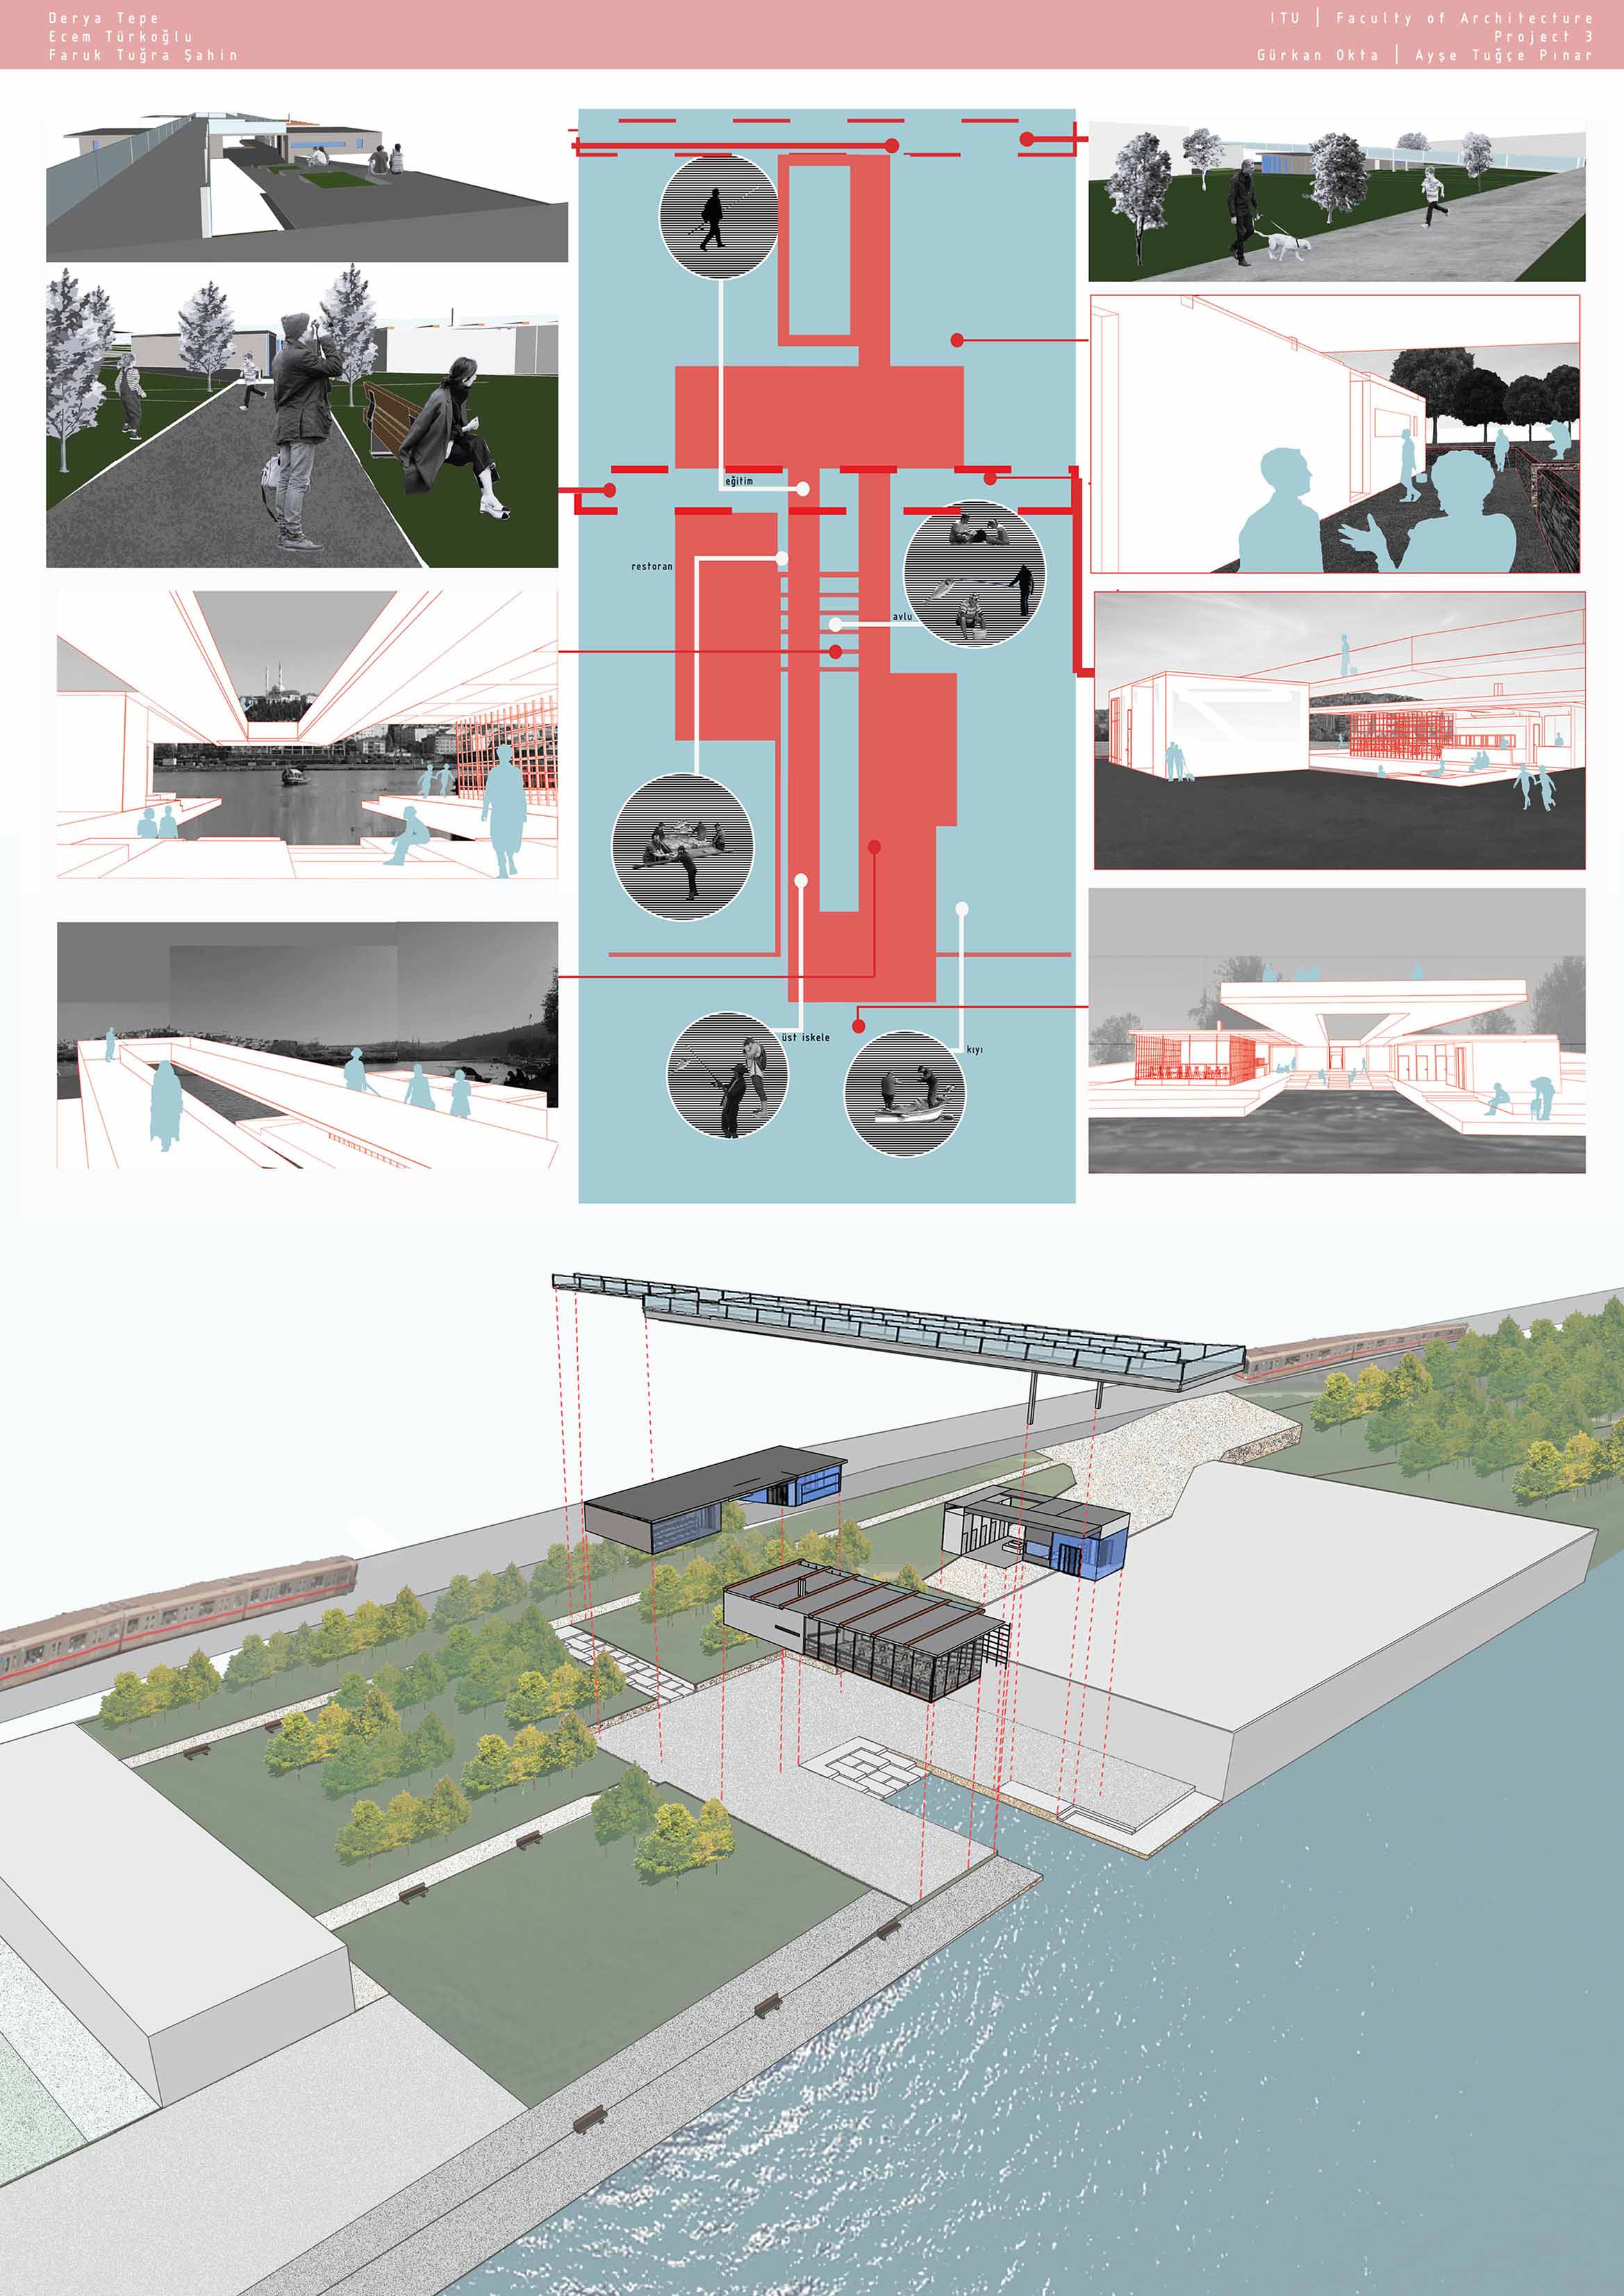 Derya Tepe
Ecem Türkoğlu
Faruk Tuğra Şahin
ITU | Faculty of Architecture
Project 3
Gürkan Okta | Ayşe Tuğçe Pınar
eğitim
restoran
avlu
üst iskele
kıyı